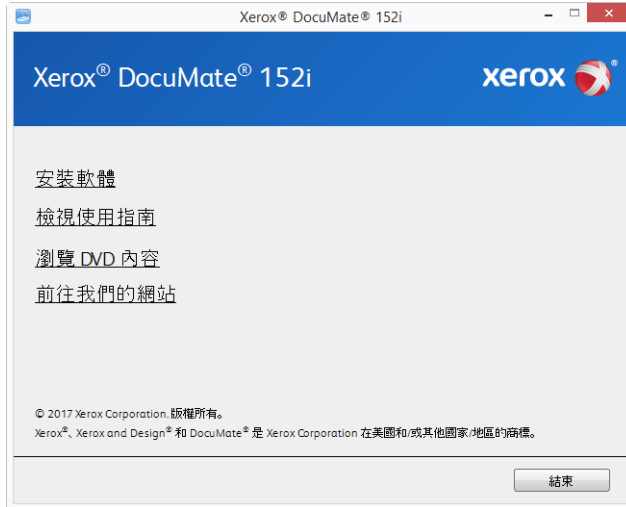 Xerox® DocuMate® 152i
Xerox® DocuMate® 152i
xerox®
安裝軟體
檢視使用指南
瀏覽 DVD 內容
前往我們的網站
© 2017 Xerox Corporation. 版權所有。
Xerox®、Xerox and Design® 和 DocuMate® 是 Xerox Corporation 在美國和/或其他國家/地區的商標。
結束